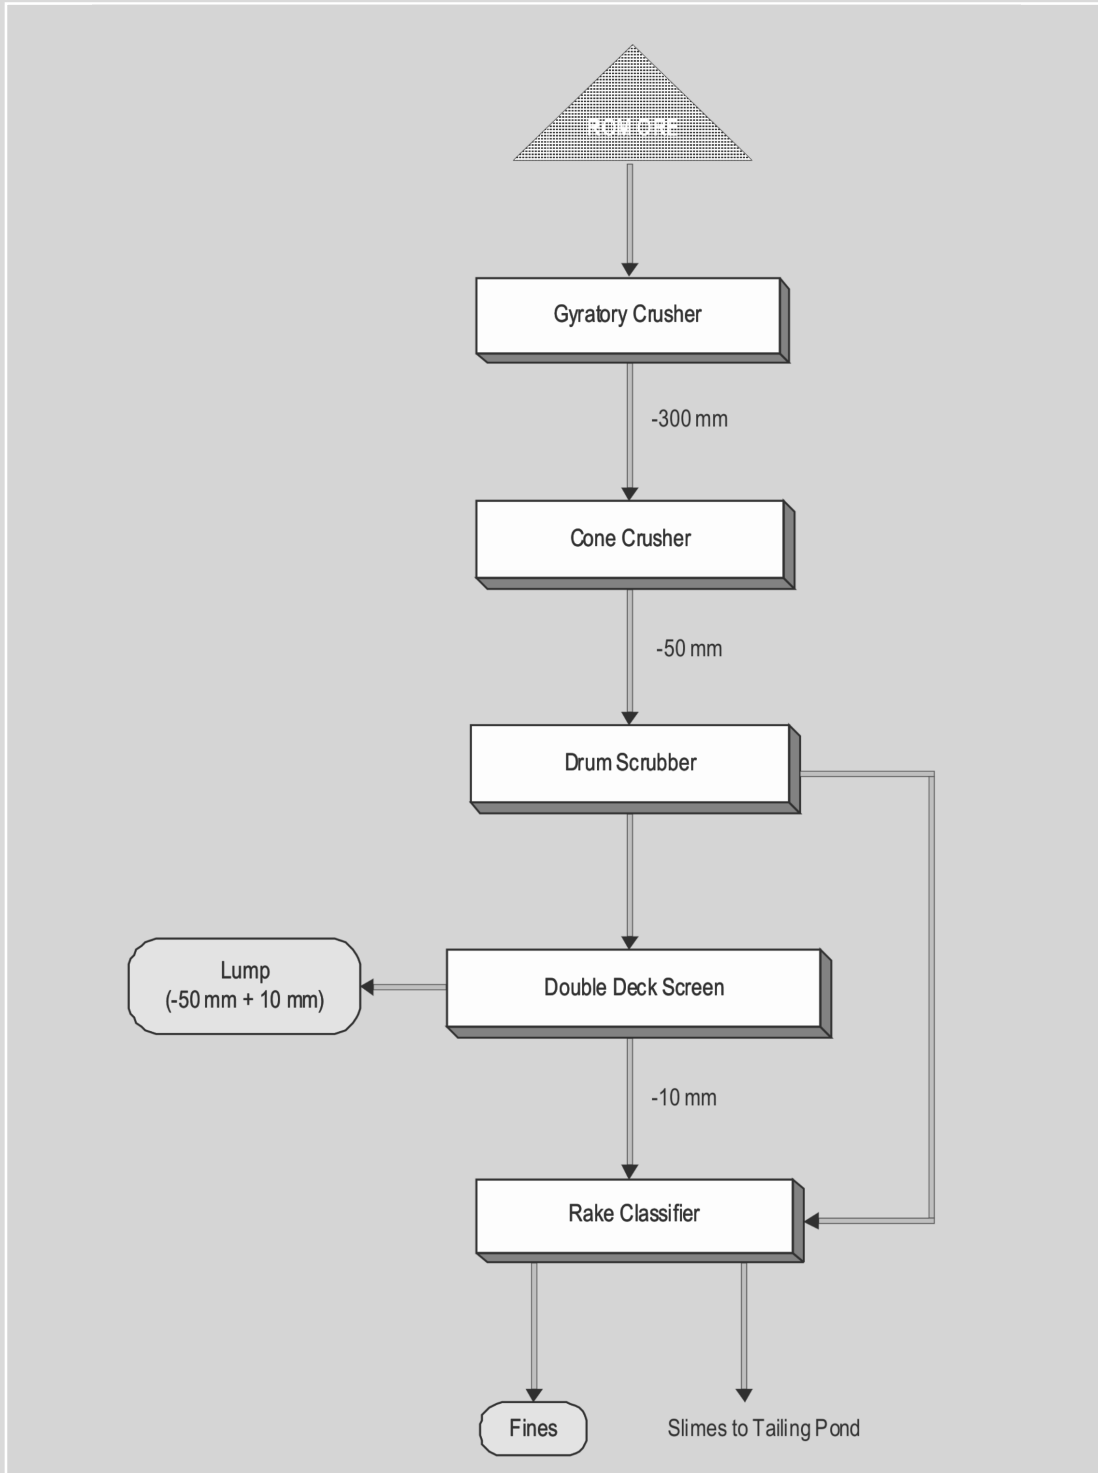 ROM ORE
Gyratory Crusher
-300 mm
Cone Crusher
-50 mm
Drum Scrubber
Lump
(-50 mm + 10 mm)
Double Deck Screen
-10 mm
Rake Classifier
Fines
Slimes to Tailing Pond